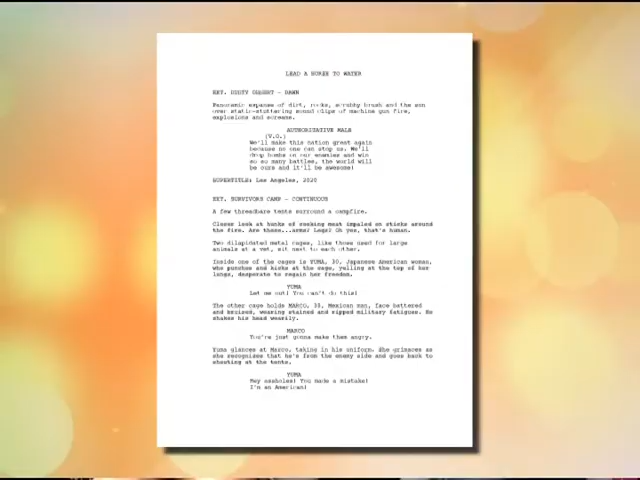 LEAD A HORSE TO WATER
EXT. DUSTY DESERT - DAWN
Panoramic expanse of dirt, rocks, scrubby brush and the sun
over static-stuttering sound clips of machine gun fire,
explosions and screams.
AUTHORITATIVE MALE
(V.O.)
We'll make this nation great again
because no one can stop us. We'll
drop bombs on our enemies and win
so so many battles, the world will
be ours and it'll be awesome!
SUPERTITLE: Los Angeles, 2020
EXT. SURVIVORS CAMP - CONTINUOUS
A few threadbare tents surround a campfire.
Closer look at hunks of cooking meat impaled on sticks around
the fire. Are those...arms? Legs? Oh yes, that's human.
Two dilapidated metal cages, like those used for large
animals at a vet, sit next to each other.
Inside one of the cages is YUMA, 30, Japanese American woman,
who punches and kicks at the cage, yelling at the top of her
lungs, desperate to regain her freedom.
YUMA
Let me out! You can't do this!
The other cage holds MARCO, 35, Mexican man, face battered
and bruised, wearing stained and ripped military fatigues. He
shakes his head wearily.
MARCO
You're just gonna make them angry.
Yuma glances at Marco, taking in his uniform. She grimaces as
she recognizes that he's from the enemy side and goes back to
shouting at the tents.
YUMA
Hey assholes! You made a mistake!
I'm an American!